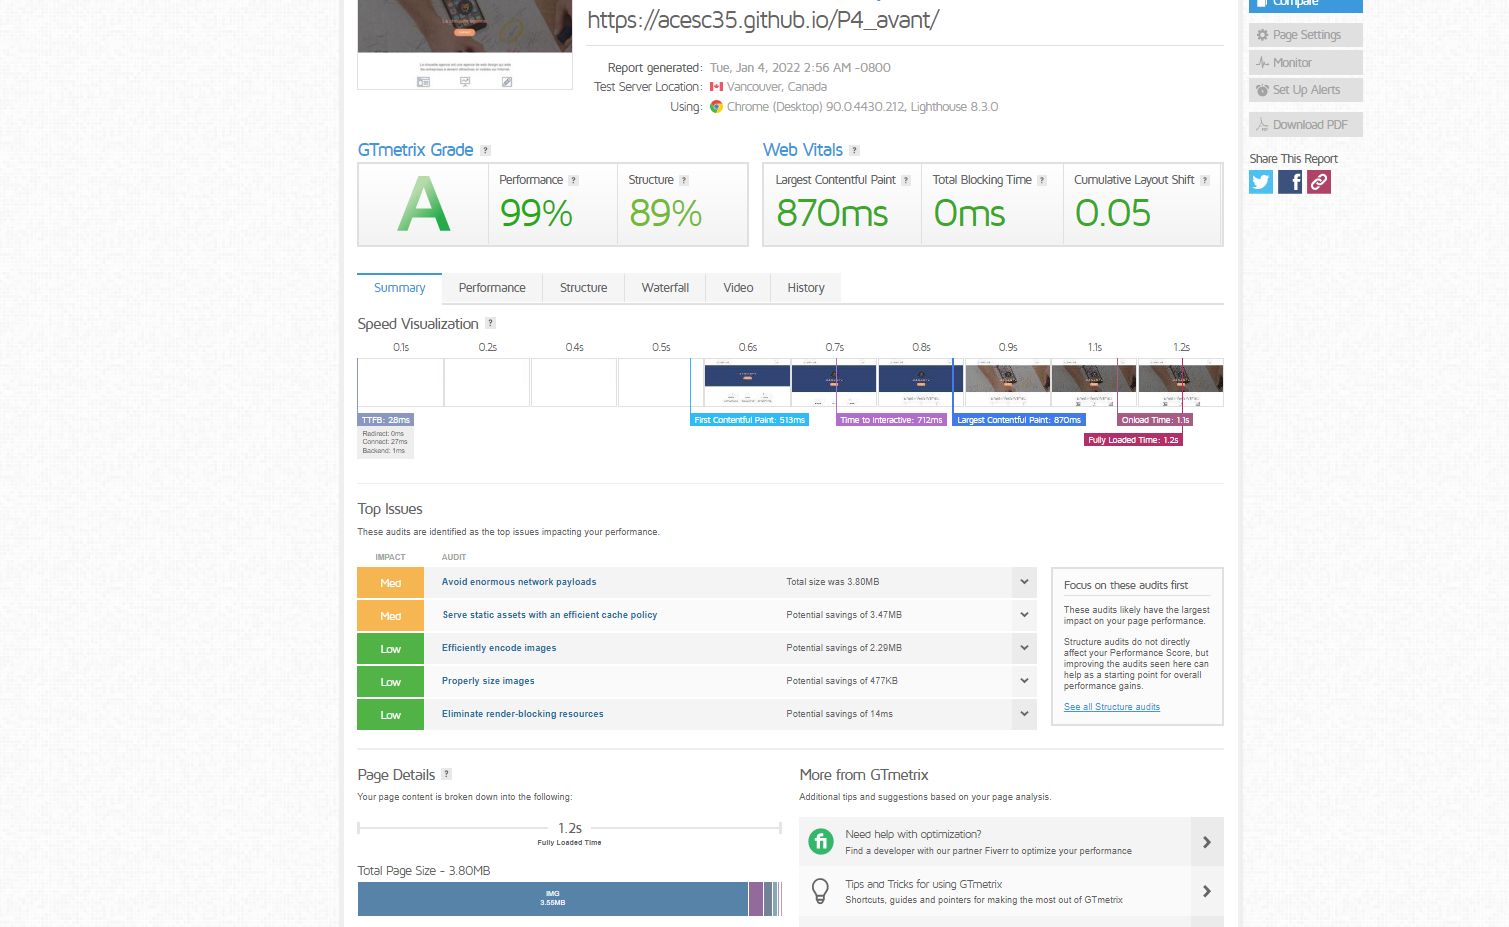 Compare
https://acesc35.github.io/P4_avant/
Page Settings
Report generated: Tue, Jan 4, 2022 2:56 AM -0800
Monitor
Test Server Location: Vancouver, Canada
Set Up Alerts
Using: Chrome (Desktop) 90.0.4430.212, Lighthouse 8.3.0
Download PDF
Share This Report
GTmetrix Grade ?
Web Vitals ?
A
Performance ?
99%
Structure ?
89%
Largest Contentful Paint ?
870ms
Total Blocking Time ?
0ms
Cumulative Layout Shift ?
0.05
Summary Performance Structure Waterfall Video History
Speed Visualization ?
0.1s 0.2s 0.4s 0.5s 0.6s 0.7s 0.8s 0.9s 1.1s 1.2s
TTFB: 28ms
Redirect: 0ms
Connect: 27ms
Backend: 1ms
First Contentful Paint: 513ms
Time to Interactive: 712ms
Largest Contentful Paint: 870ms
Onload Time: 1.1s
Fully Loaded Time: 1.2s
Top Issues
These audits are identified as the top issues impacting your performance.
IMPACT AUDIT
Med Avoid enormous network payloads Total size was 3.80MB
Med Serve static assets with an efficient cache policy Potential savings of 3.47MB
Low Efficiently encode images Potential savings of 2.29MB
Low Properly size images Potential savings of 477KB
Low Eliminate render-blocking resources Potential savings of 14ms
Focus on these audits first
These audits likely have the largest
impact on your page performance.
Structure audits do not directly
affect your Performance Score, but
improving the audits seen here can
help as a starting point for overall
performance gains.
See all Structure audits
Page Details ?
Your page content is broken down into the following:
1.2s
Fully Loaded Time
Total Page Size - 3.80MB
IMG
3.55MB
More from GTmetrix
Additional tips and suggestions based on your page analysis.
fi
Need help with optimization?
Find a developer with our partner Fiverr to optimize your performance
Tips and Tricks for using GTmetrix
Shortcuts, guides and pointers for making the most out of GTmetrix